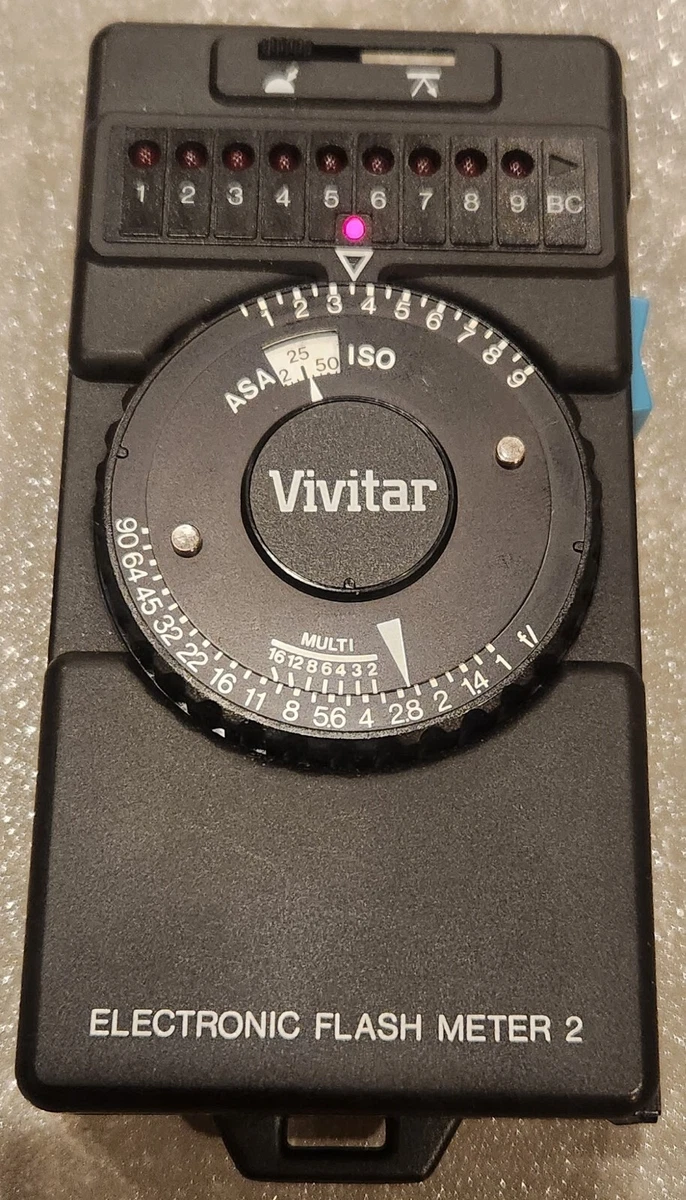 1 2 3 4 5 6 7 8 9 BC
1 2 3 4 5 6 7 8 9
ASA 25 50 ISO
Vivitar
MULTI
16 12 8 6 4 3 2
90 64 45 32 22 16 11 8 5.6 4 2.8 2 1.4 1 f/
ELECTRONIC FLASH METER 2